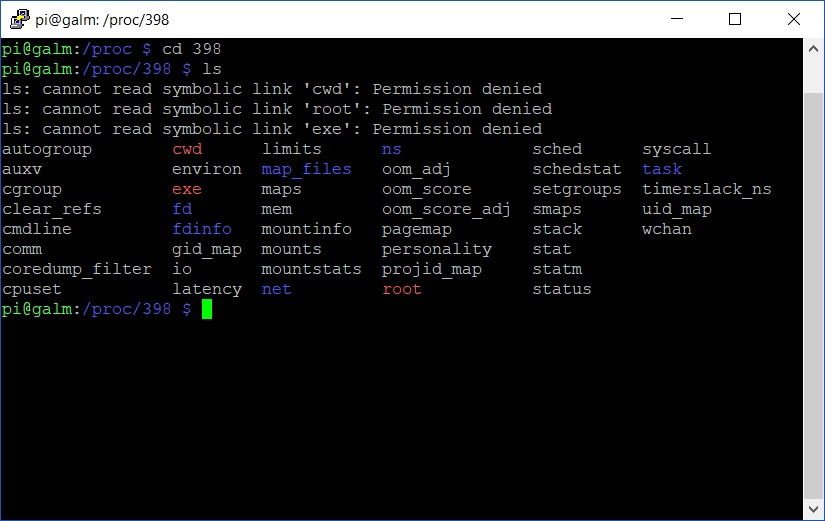 pi@galm: /proc/398
pi@galm:/proc $ cd 398
pi@galm:/proc/398 $ ls
ls: cannot read symbolic link 'cwd': Permission denied
ls: cannot read symbolic link 'root': Permission denied
ls: cannot read symbolic link 'exe': Permission denied
autogroup        cwd      limits      ns             sched      syscall
auxv             environ  map_files   oom_adj        schedstat  task
cgroup           exe      maps        oom_score      setgroups  timerslack_ns
clear_refs       fd       mem         oom_score_adj  smaps      uid_map
cmdline          fdinfo   mountinfo   pagemap        stack      wchan
comm             gid_map  mounts      personality    stat
coredump_filter  io       mountstats  projid_map     statm
cpuset           latency  net         root           status
pi@galm:/proc/398 $